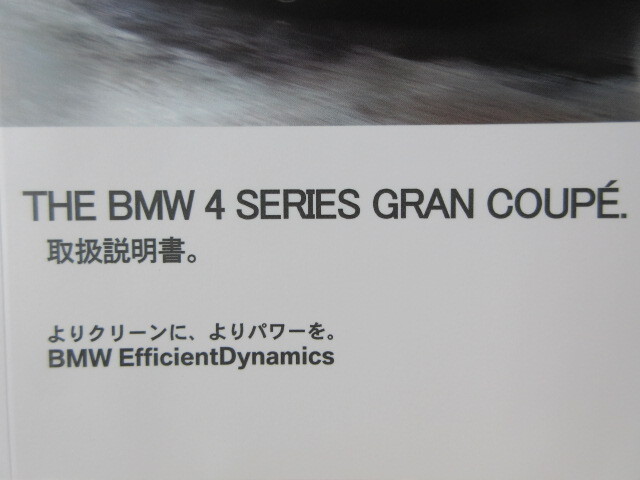 THE BMW 4 SERIES GRAN COUPÉ.
取扱説明書。
よりクリーンに、よりパワーを。
BMW EfficientDynamics